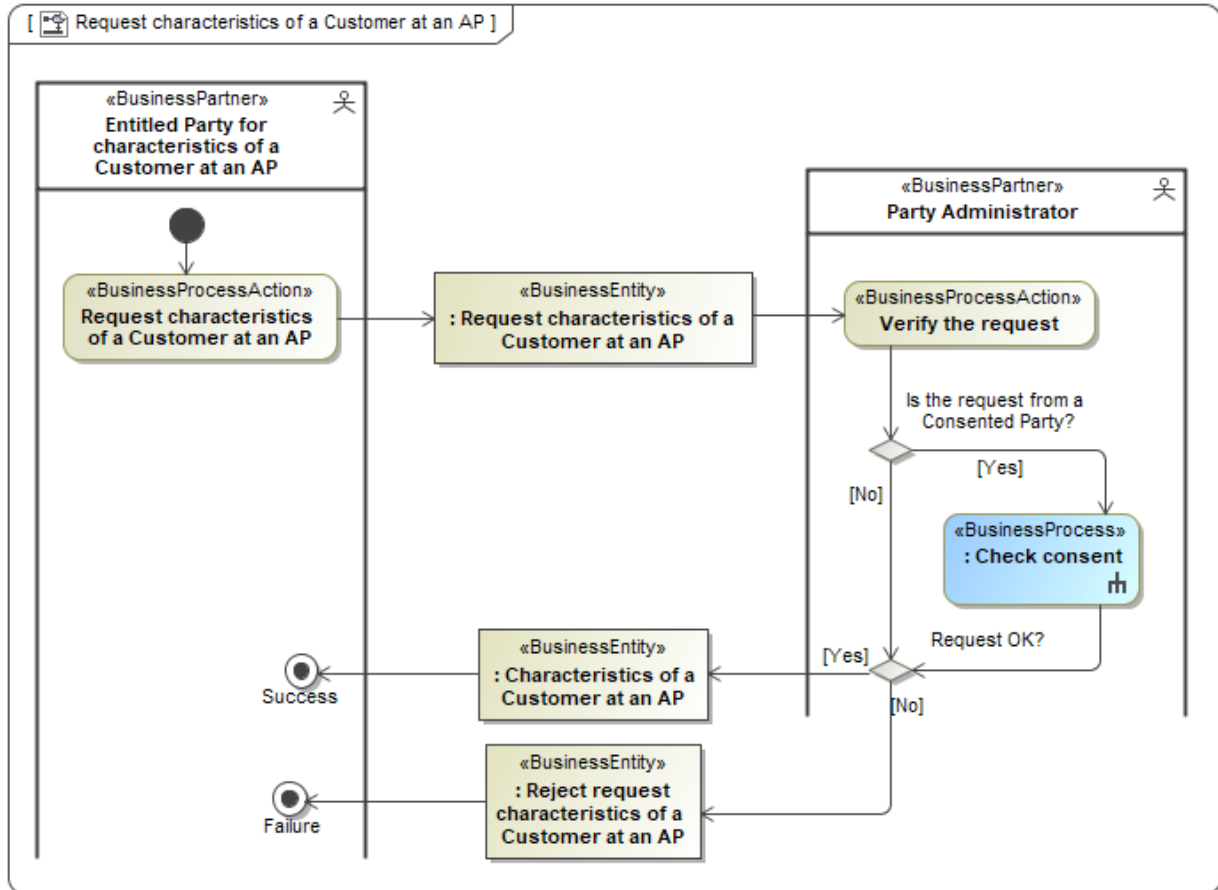 [ Request characteristics of a Customer at an AP ]
«BusinessPartner»
Entitled Party for
characteristics of a
Customer at an AP
«BusinessPartner»
Party Administrator
«BusinessProcessAction»
Request characteristics
of a Customer at an AP
«BusinessEntity»
: Request characteristics of a
Customer at an AP
«BusinessProcessAction»
Verify the request
Is the request from a
Consented Party?
[Yes]
[No]
«BusinessProcess»
: Check consent
Request OK?
[Yes]
[No]
«BusinessEntity»
: Characteristics of a
Customer at an AP
Success
«BusinessEntity»
: Reject request
characteristics of a
Customer at an AP
Failure